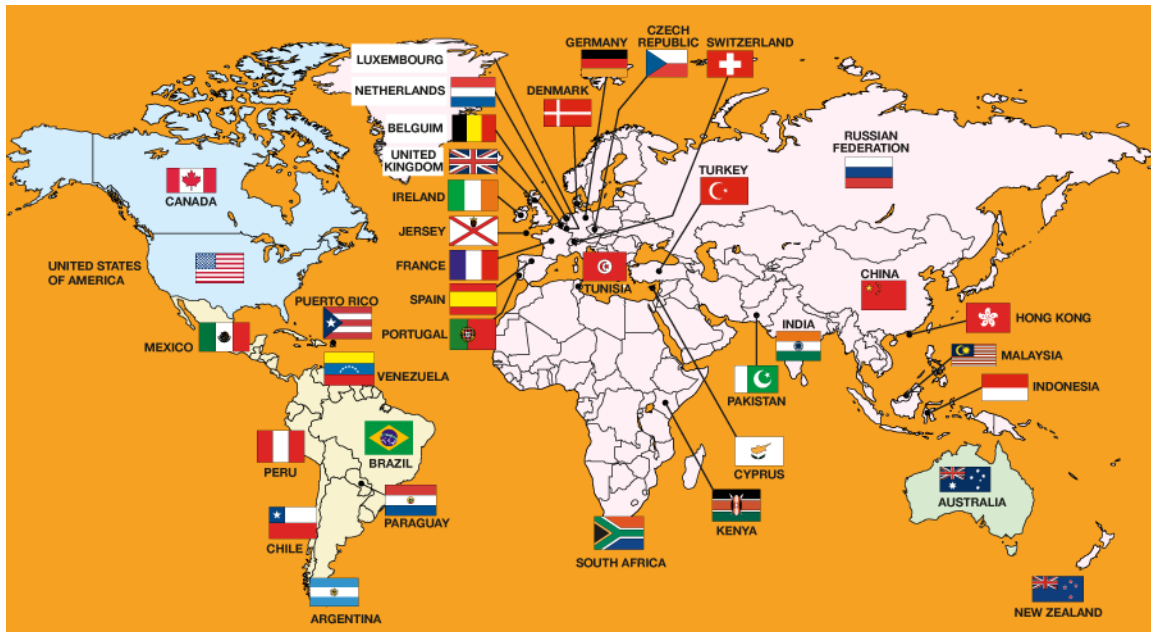 LUXEMBOURG
NETHERLANDS
BELGUIM
UNITED
KINGDOM
IRELAND
JERSEY
FRANCE
SPAIN
PORTUGAL
GERMANY
CZECH
REPUBLIC
SWITZERLAND
DENMARK
RUSSIAN
FEDERATION
TURKEY
CANADA
UNITED STATES
OF AMERICA
TUNISIA
CHINA
PUERTO RICO
MEXICO
INDIA
HONG KONG
MALAYSIA
VENEZUELA
PAKISTAN
INDONESIA
PERU
BRAZIL
CYPRUS
AUSTRALIA
PARAGUAY
KENYA
CHILE
SOUTH AFRICA
ARGENTINA
NEW ZEALAND